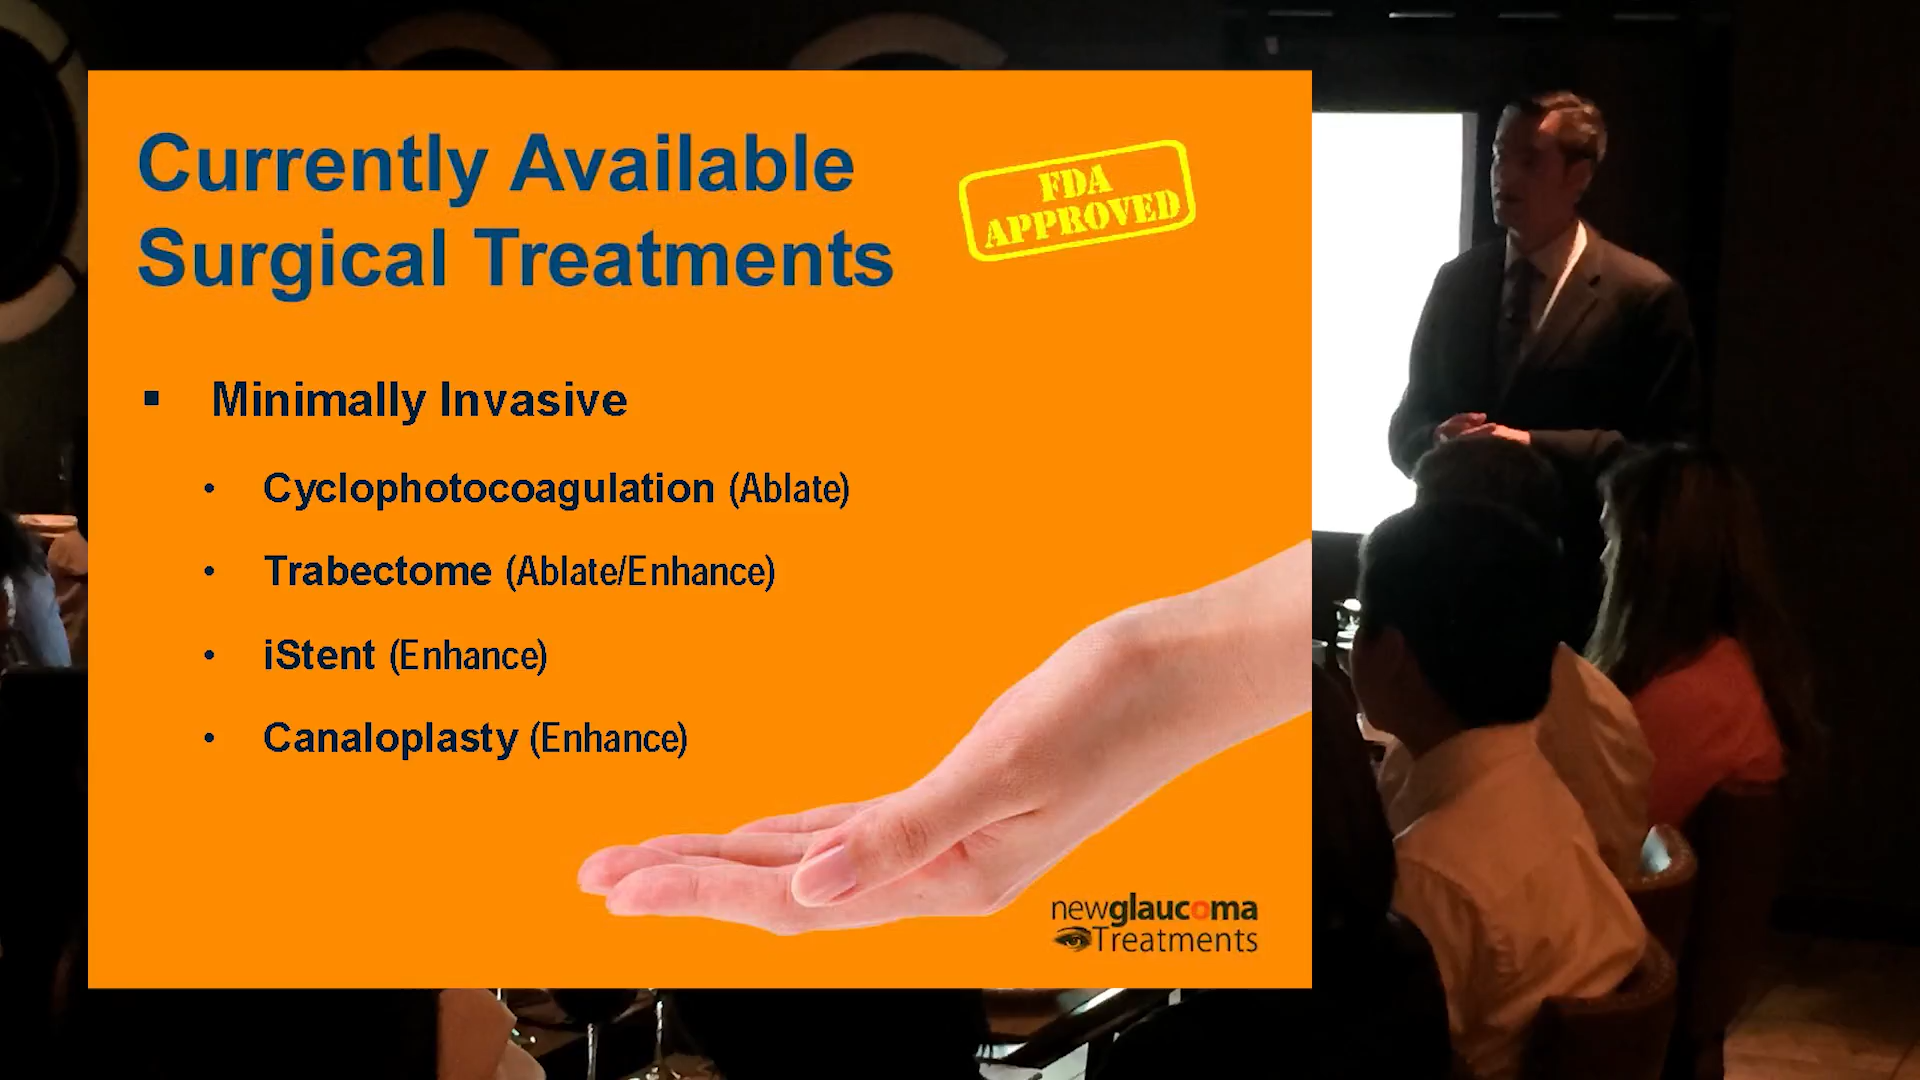 Currently Available
Surgical Treatments
FDA
APPROVED
▪ Minimally Invasive
• Cyclophotocoagulation (Ablate)
• Trabectome (Ablate/Enhance)
• iStent (Enhance)
• Canaloplasty (Enhance)
newglaucoma
Treatments